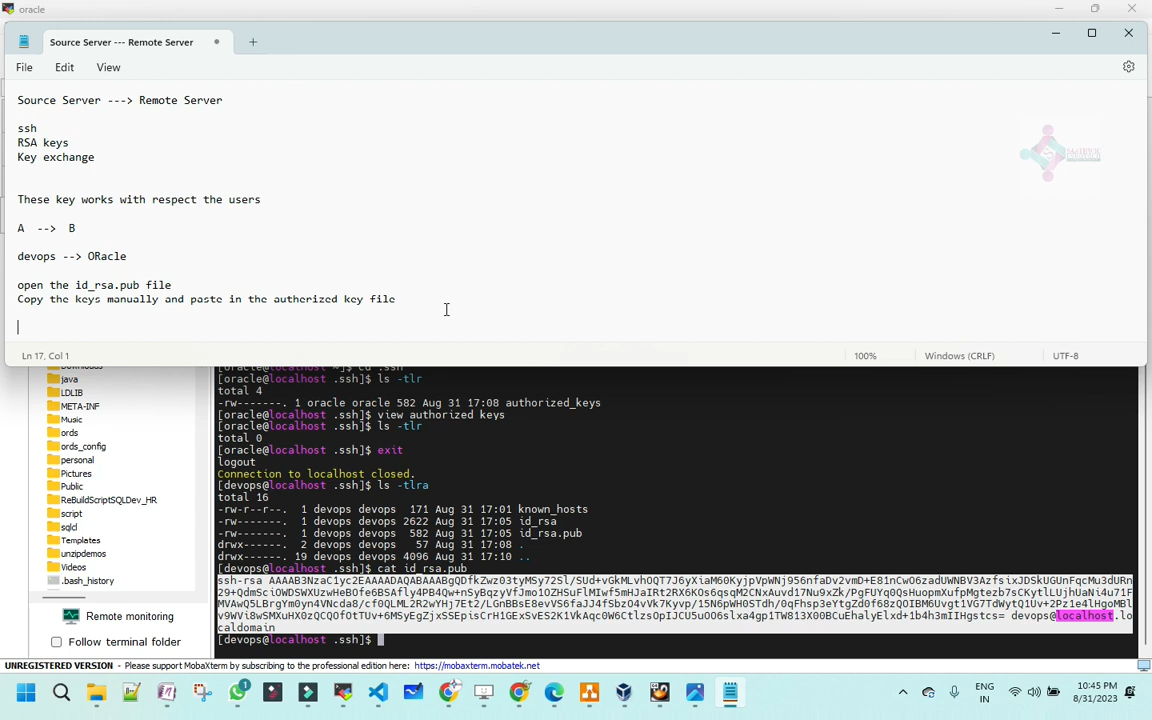 oracle
Source Server --- Remote Server
File Edit View
Source Server ---> Remote Server
ssh
RSA keys
Key exchange
These key works with respect the users
A --> B
devops --> ORacle
open the id_rsa.pub file
Copy the keys manually and paste in the autherized key file
Ln 17, Col 1
100%
Windows (CRLF)
UTF-8
java
LDLIB
META-INF
Music
ords
ords_config
personal
Pictures
Public
ReBuildScriptSQLDev_HR
script
sqlcl
Templates
unzipdemos
Videos
.bash_history
Remote monitoring
Follow terminal folder
[oracle@localhost ~]$ cd .ssh
[oracle@localhost .ssh]$ ls -tlr
total 4
-rw-------. 1 oracle oracle 582 Aug 31 17:08 authorized_keys
[oracle@localhost .ssh]$ view authorized keys
[oracle@localhost .ssh]$ ls -tlr
total 0
[oracle@localhost .ssh]$ exit
logout
Connection to localhost closed.
[devops@localhost .ssh]$ ls -tlra
total 16
-rw-r--r--. 1 devops devops 171 Aug 31 17:01 known_hosts
-rw-------. 1 devops devops 2622 Aug 31 17:05 id_rsa
-rw-------. 1 devops devops 582 Aug 31 17:05 id_rsa.pub
drwx------. 2 devops devops 57 Aug 31 17:08 .
drwx------. 19 devops devops 4096 Aug 31 17:10 ..
[devops@localhost .ssh]$ cat id_rsa.pub
ssh-rsa
devops@localhost.lo
caldomain
[devops@localhost .ssh]$
UNREGISTERED VERSION - Please support MobaXterm by subscribing to the professional edition here: https://mobaxterm.mobatek.net
1
ENG
IN
10:45 PM
8/31/2023